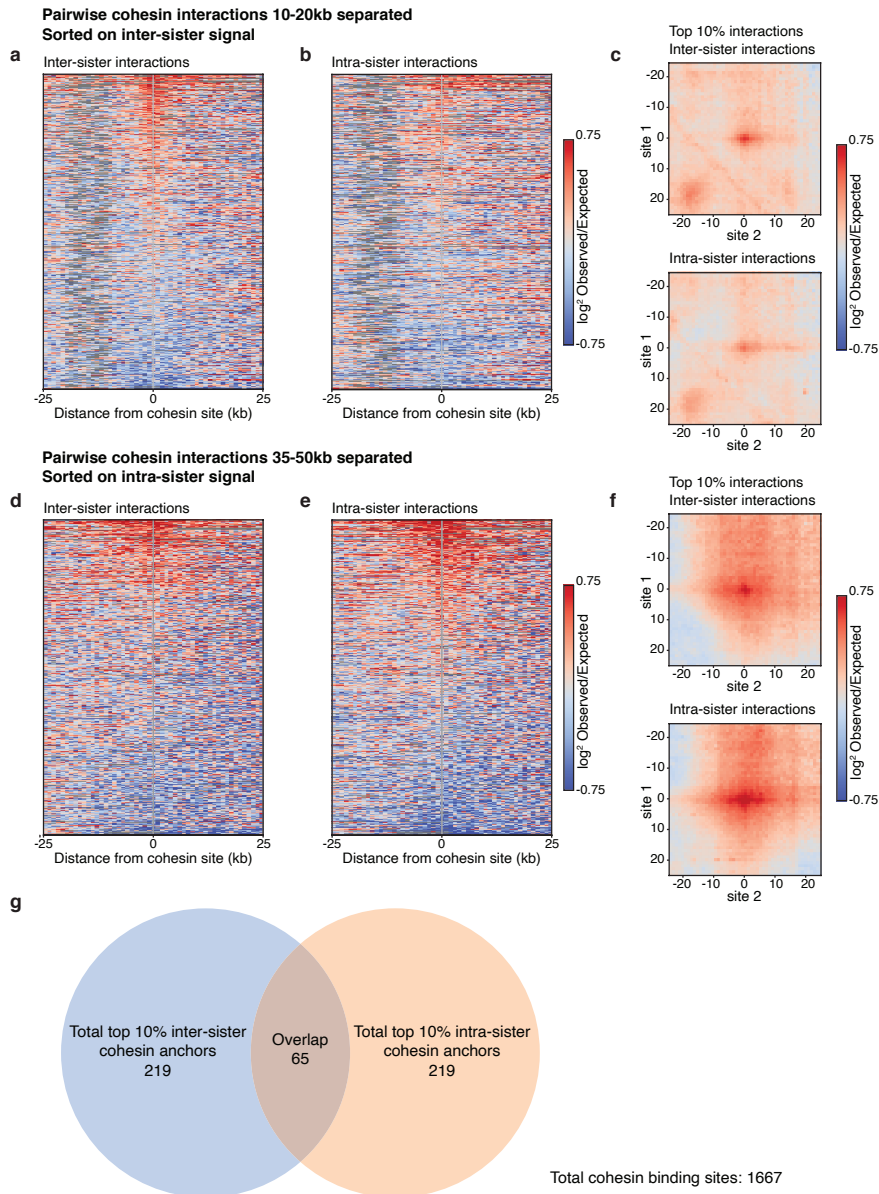 Pairwise cohesin interactions 10-20kb separated
Sorted on inter-sister signal
a
Inter-sister interactions
-25
0
25
Distance from cohesin site (kb)
b
Intra-sister interactions
-25
0
25
Distance from cohesin site (kb)
0.75
log² Observed/Expected
-0.75
c
Top 10% interactions
Inter-sister interactions
-20
-10
0
10
20
site 1
-20 -10 0 10 20
site 2
Intra-sister interactions
-20
-10
0
10
20
site 1
-20 -10 0 10 20
site 2
0.75
log² Observed/Expected
-0.75
Pairwise cohesin interactions 35-50kb separated
Sorted on intra-sister signal
d
Inter-sister interactions
-25
0
25
Distance from cohesin site (kb)
e
Intra-sister interactions
-25
0
25
Distance from cohesin site (kb)
0.75
log² Observed/Expected
-0.75
f
Top 10% interactions
Inter-sister interactions
-20
-10
0
10
20
site 1
-20 -10 0 10 20
site 2
Intra-sister interactions
-20
-10
0
10
20
site 1
-20 -10 0 10 20
site 2
0.75
log² Observed/Expected
-0.75
g
Total top 10% inter-sister
cohesin anchors
219
Overlap
65
Total top 10% intra-sister
cohesin anchors
219
Total cohesin binding sites: 1667